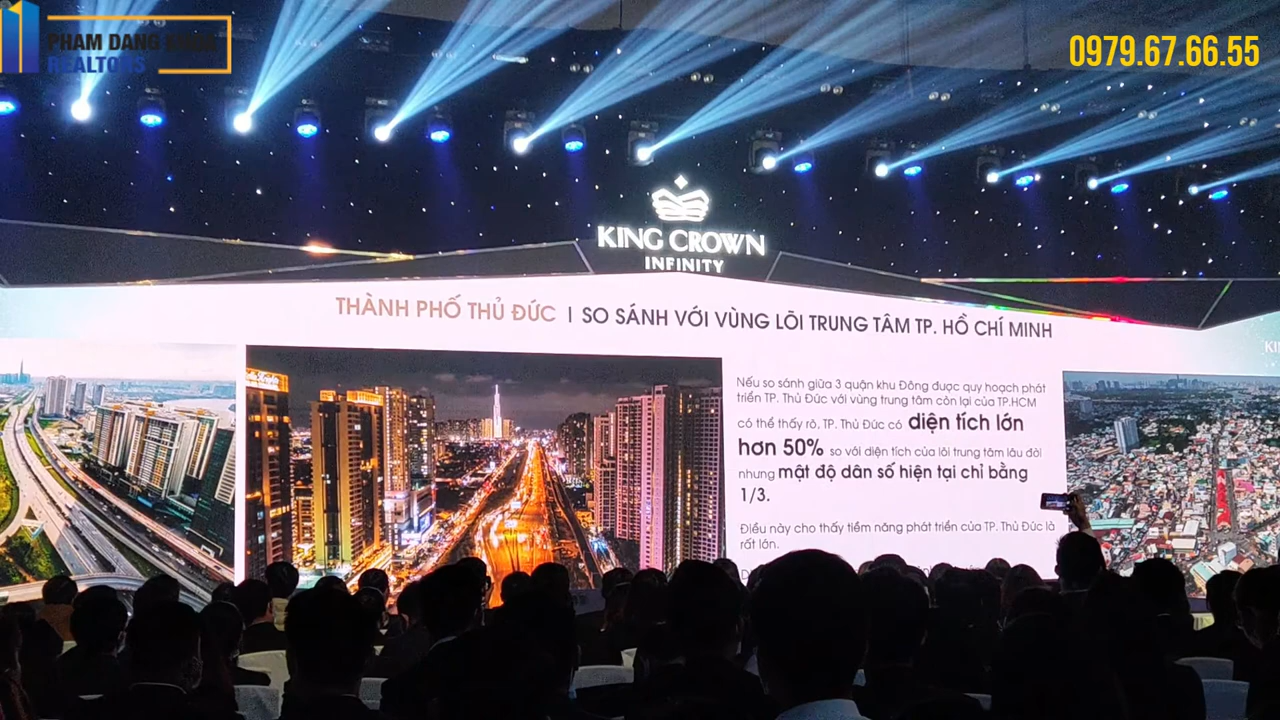 PHAM DANG
REALTORS
0979.67.66.55
KING CROWN
INFINITY
THÀNH PHỐ THỦ ĐỨC | SO SÁNH VỚI VÙNG LÕI TRUNG TÂM TP. HỒ CHÍ MINH
Nếu so sánh giữa 3 quận khu Đông được quy hoạch phát
triển TP. Thủ Đức với vùng trung tâm còn lại của TP.HCM
có thể thấy rõ, TP. Thủ Đức có diện tích lớn
hơn 50% so với diện tích của lõi trung tâm lâu đời
nhưng mật độ dân số hiện tại chỉ bằng
1/3.
Điều này cho thấy tiềm năng phát triển của TP. Thủ Đức là
rất lớn.